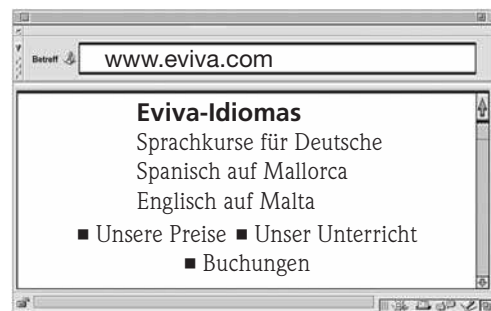 Betreff www.eviva.com
Eviva-Idiomas
Sprachkurse für Deutsche
Spanisch auf Mallorca
Englisch auf Malta
■ Unsere Preise ■ Unser Unterricht
■ Buchungen